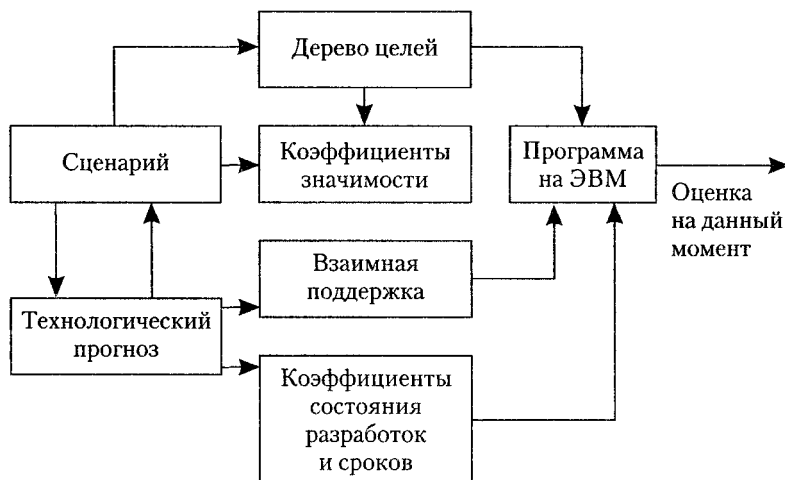 Дерево целей
Сценарий
Коэффициенты
значимости
Программа
на ЭВМ
Оценка
на данный
момент
Взаимная
поддержка
Технологический
прогноз
Коэффициенты
состояния
разработок
и сроков